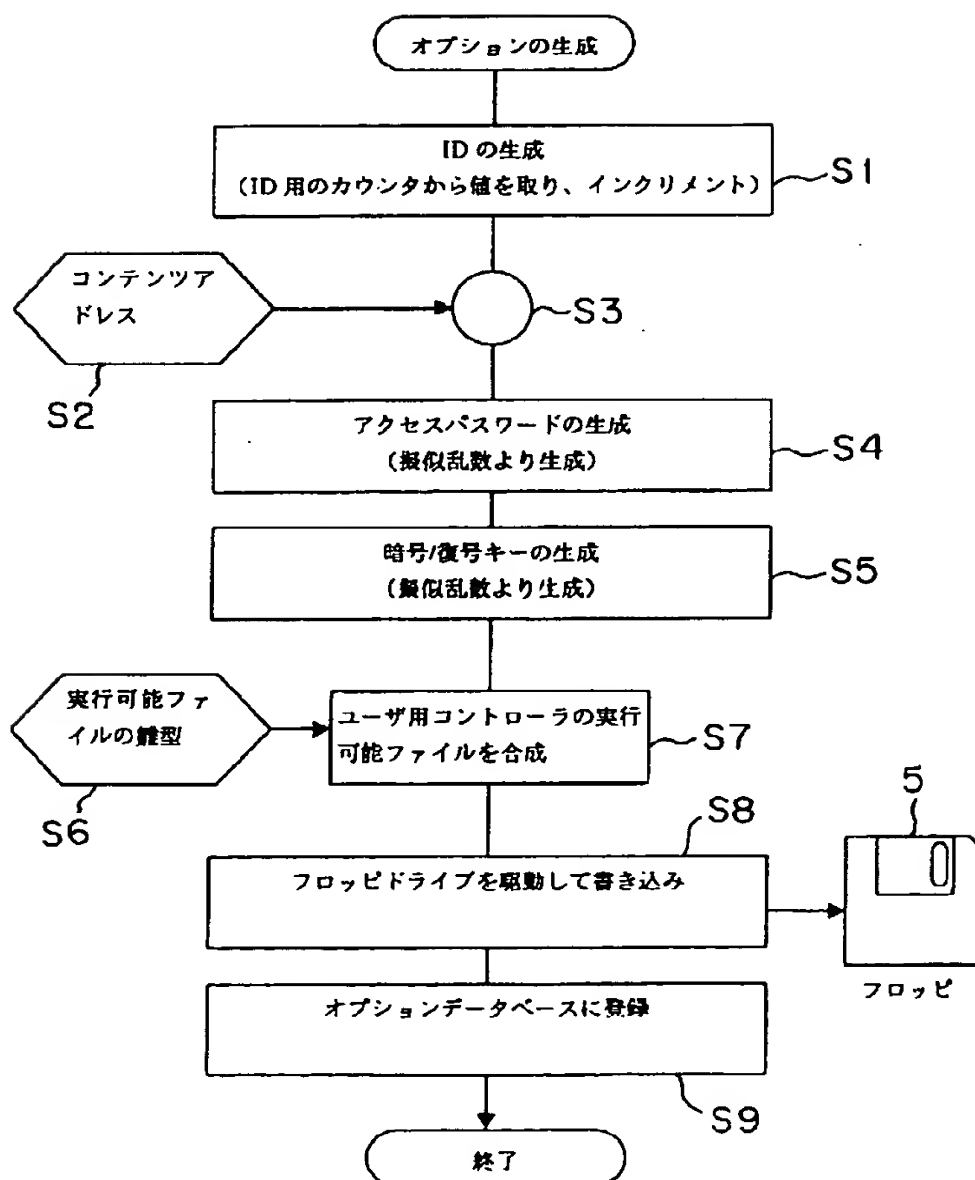 オプションの生成
IDの生成
(ID用のカウンタから値を取り、インクリメント)
S1
コンテンツア
ドレス
S2
S3
アクセスパスワードの生成
(擬似乱数より生成)
S4
暗号/復号キーの生成
(擬似乱数より生成)
S5
実行可能ファ
イルの雛型
S6
ユーザ用コントローラの実行
可能ファイルを合成
S7
S8
フロッピドライブを駆動して書き込み
5
フロッピ
オプションデータベースに登録
S9
終了